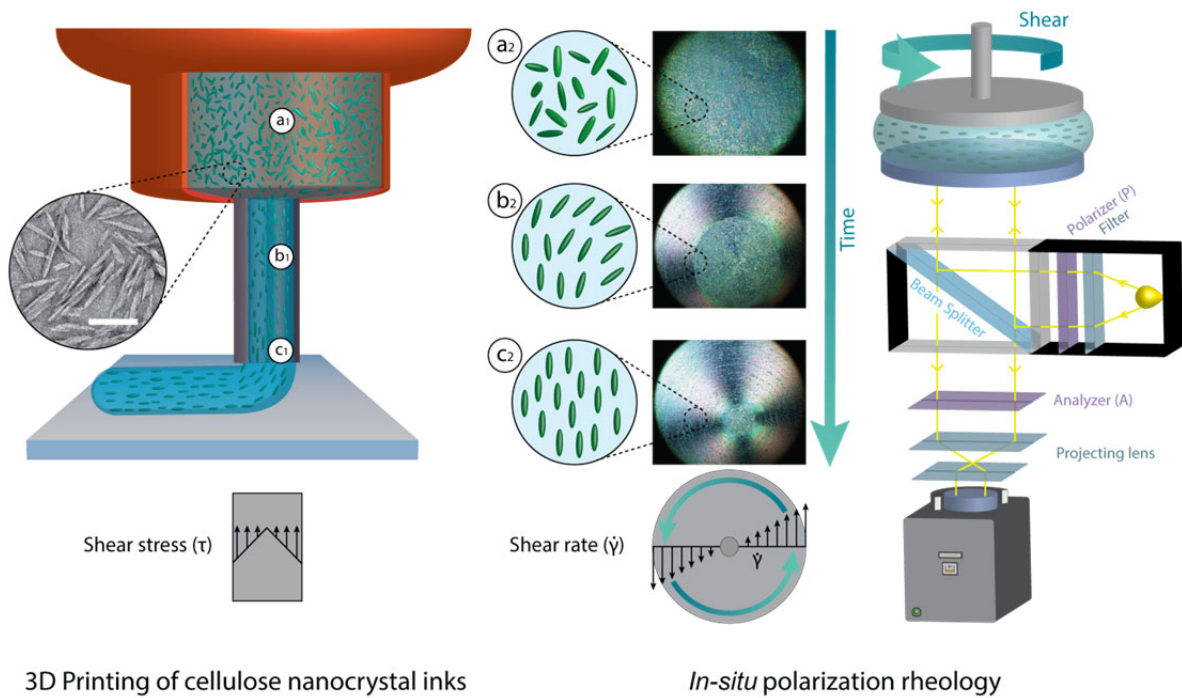 a1
b1
c1
Shear stress (τ)
3D Printing of cellulose nanocrystal inks
a2
b2
c2
Time
Shear rate (γ̇)
γ̇
Shear
Polarizer (P)
Filter
Beam Splitter
Analyzer (A)
Projecting lens
In-situ polarization rheology